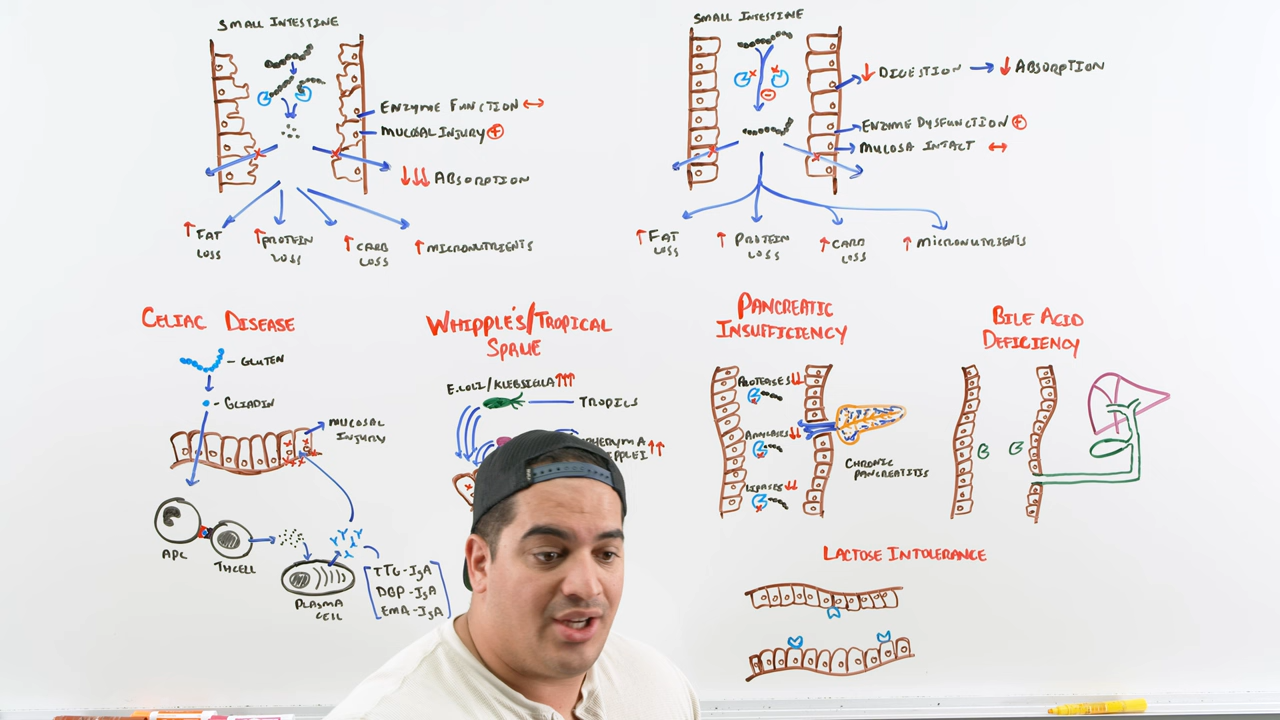 SMALL INTESTINE
ENZYME FUNCTION
MUCOSAL INJURY +
ABSORPTION
↑ FAT
LOSS
↑ PROTEIN
LOSS
↑ CARB
LOSS
↑ MICRONUTRIENTS
SMALL INTESTINE
↓ DIGESTION → ↓ ABSORPTION
ENZYME DYSFUNCTION +
MUCOSA INTACT ↔
↑ FAT
LOSS
↑ PROTEIN
LOSS
↑ CARB
LOSS
↑ MICRONUTRIENTS
CELIAC DISEASE
GLUTEN
GLIADIN
MUCOSAL
INJURY
APC
TH CELL
PLASMA
CELL
TTG-IgA
DGP-IgA
EMA-IgA
WHIPPLE'S/TROPICAL
SPRUE
E.COLI/KLEBSIELLA ↑↑↑
TROPICS
PHERYMA
IPPLEI ↑↑
PANCREATIC
INSUFFICIENCY
PROTEASES ↓↓
AMYLASES ↓↓
LIPASES ↓↓
CHRONIC
PANCREATITIS
BILE ACID
DEFICIENCY
LACTOSE INTOLERANCE